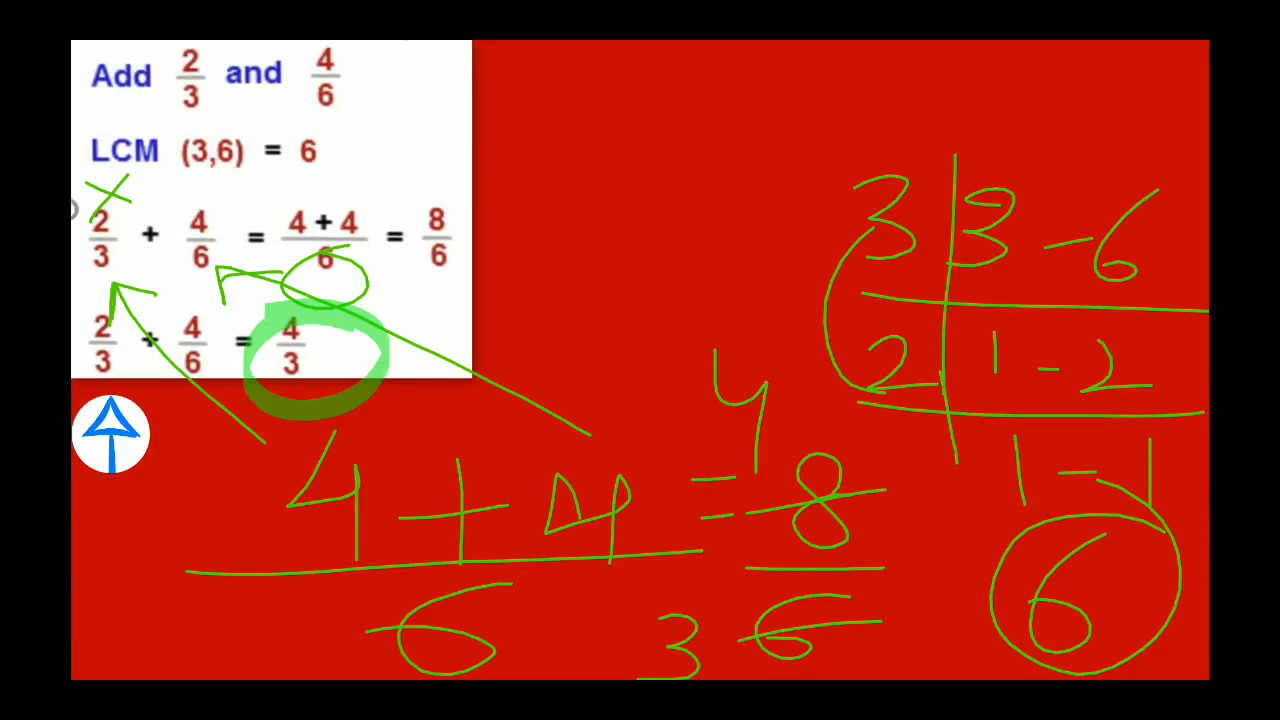 Add 2/3 and 4/6
LCM (3,6) = 6
2/3 + 4/6 = 4 + 4/6 = 8/6
2/3 + 4/6 = 4/3
3 | 3 - 6
2 | 1 - 2
1 - 1
6
4
4 + 4 = 8
6 3 6